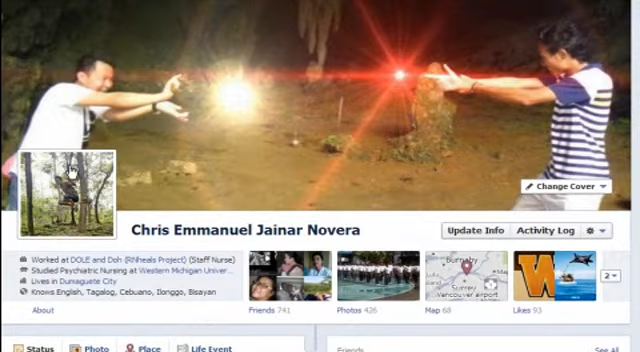 Change Cover
Chris Emmanuel Jainar Novera
Update Info
Activity Log
Worked at DOLE and Doh (RNheals Project) (Staff Nurse)
Studied Psychiatric Nursing at Western Michigan Univer...
Lives in Dumaguete City
Knows English, Tagalog, Cebuano, Ilonggo, Bisayan
About
Friends 741
Photos 426
Burnaby
Surrey
Vancouver airport
Map 68
W
Likes 93
2
Status
Photo
Place
Life Event
Friends
See All